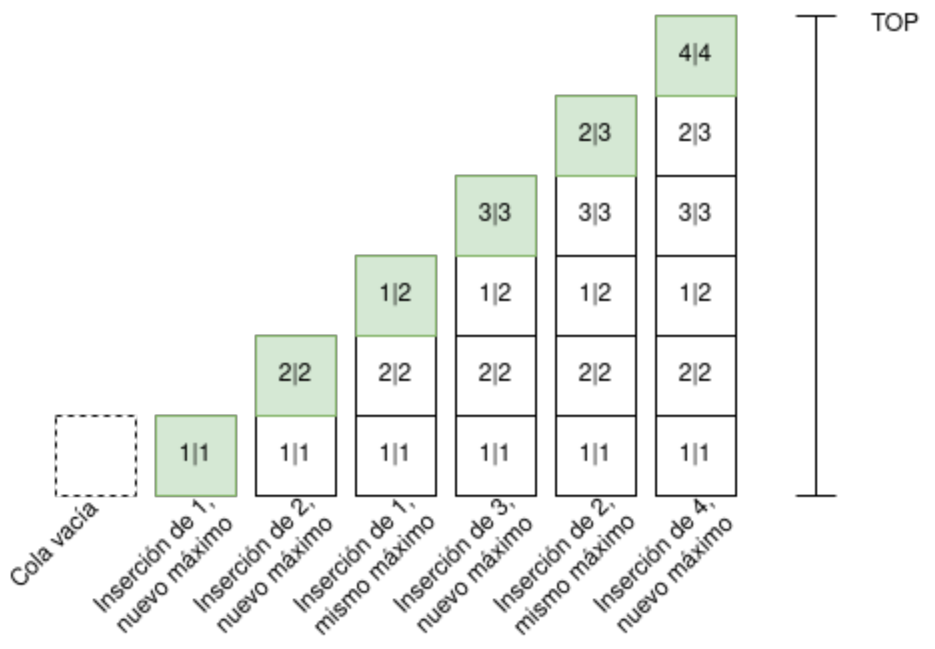 TOP
4|4
2|3
2|3
3|3
3|3
3|3
1|2
1|2
1|2
1|2
2|2
2|2
2|2
2|2
2|2
1|1
1|1
1|1
1|1
1|1
1|1
Cola vacía
Inserción de 1,
nuevo máximo
Inserción de 2,
nuevo máximo
Inserción de 1,
mismo máximo
Inserción de 3,
nuevo máximo
Inserción de 2,
mismo máximo
Inserción de 4,
nuevo máximo